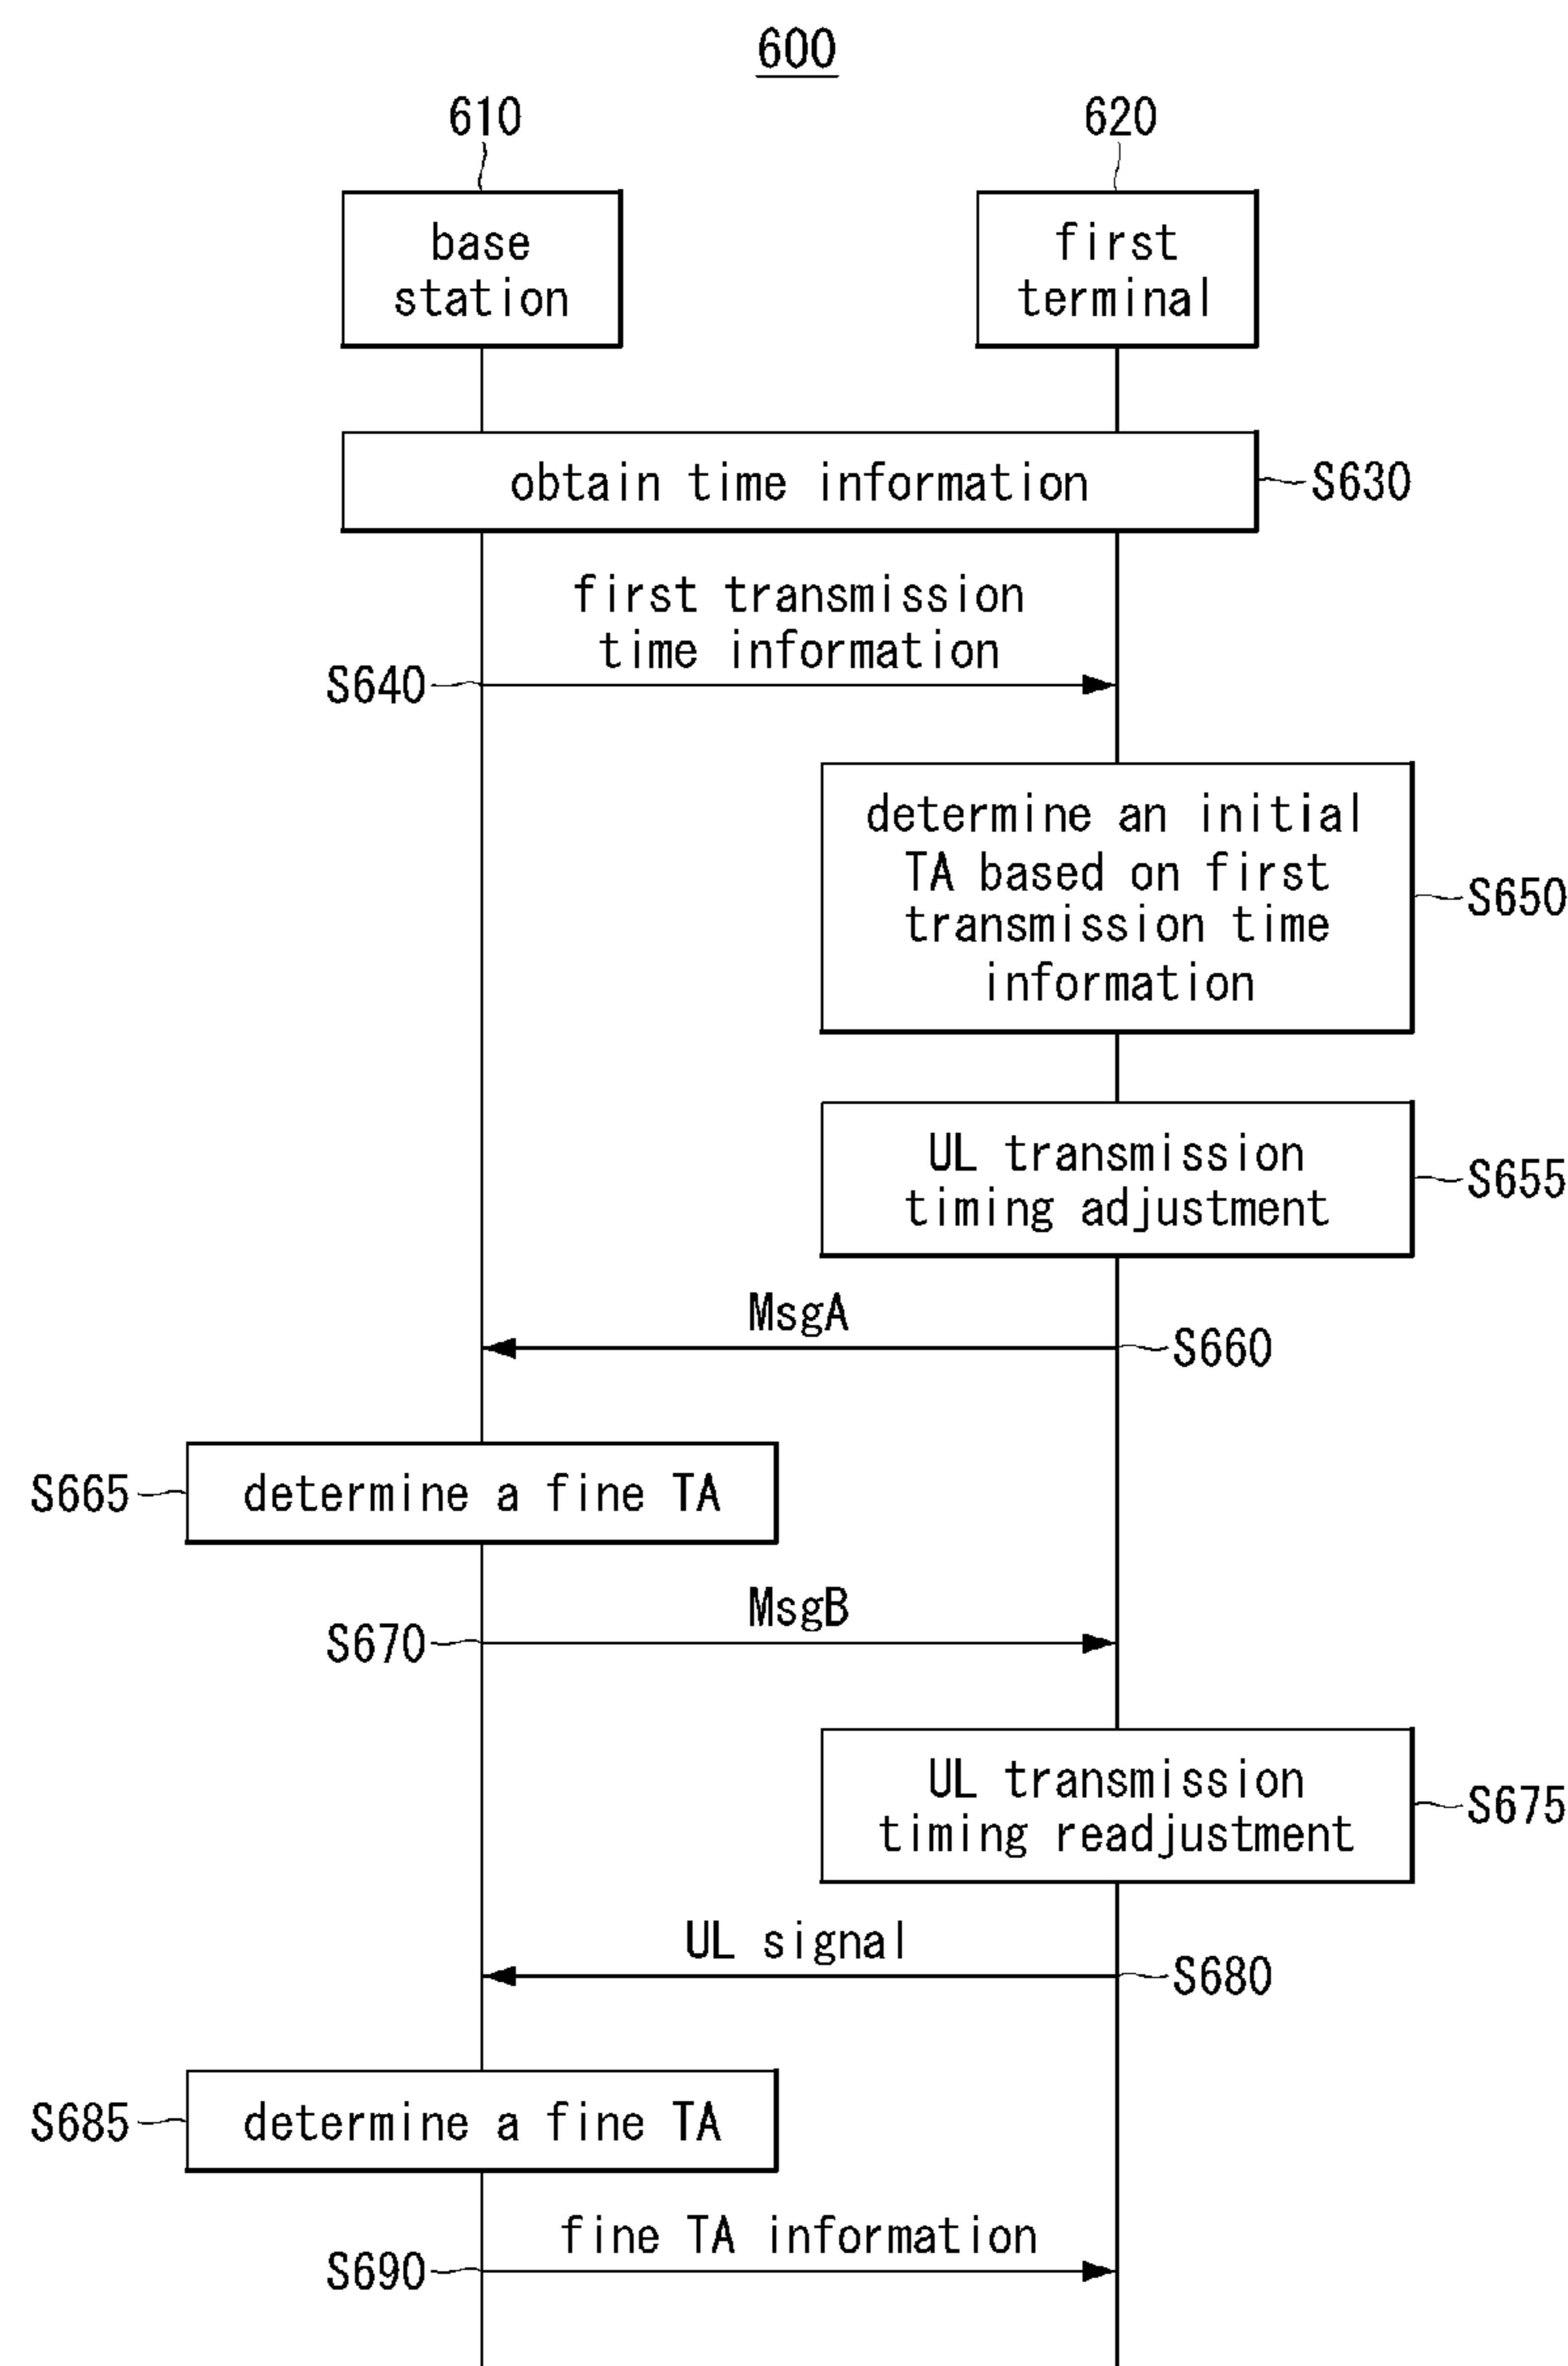 600
610
620
base
station
first
terminal
obtain time information
S630
first transmission
time information
S640
determine an initial
TA based on first
transmission time
information
S650
UL transmission
timing adjustment
S655
MsgA
S660
S665
determine a fine TA
MsgB
S670
UL transmission
timing readjustment
S675
UL signal
S680
S685
determine a fine TA
fine TA information
S690